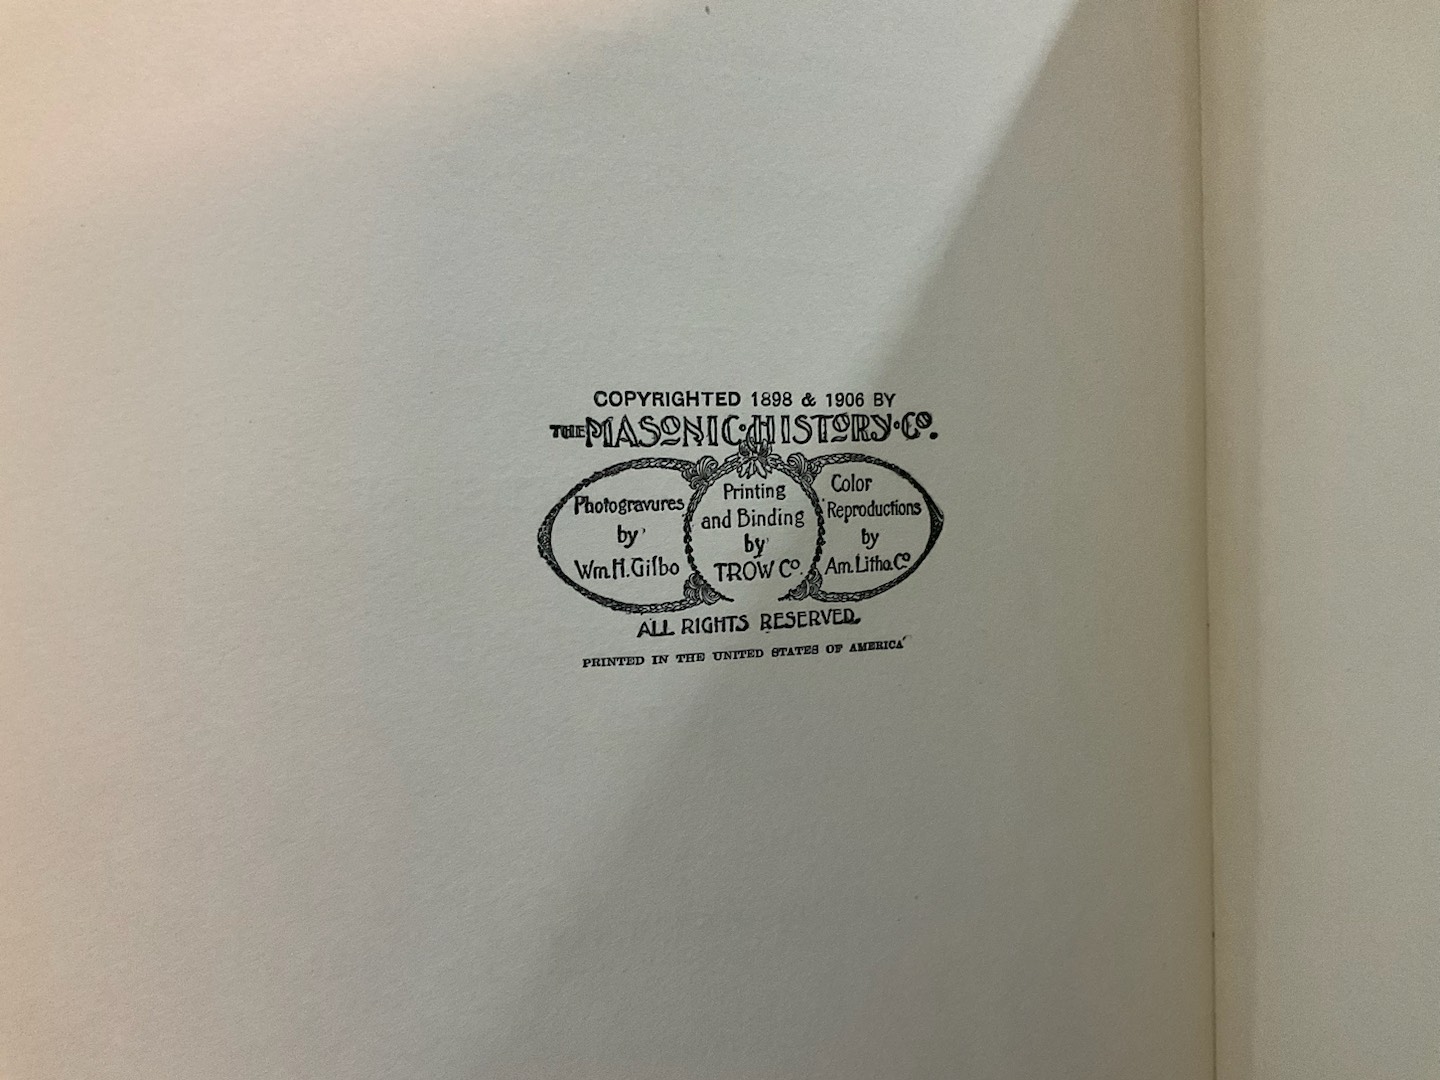 COPYRIGHTED 1898 & 1906 BY
THE MASONIC·HISTORY·Co.
Photogravures
by
Wm.H.Gilbo
Printing
and Binding
by
TROW Co.
Color
Reproductions
by
Am.Litho.Co
ALL RIGHTS RESERVED.
PRINTED IN THE UNITED STATES OF AMERICA